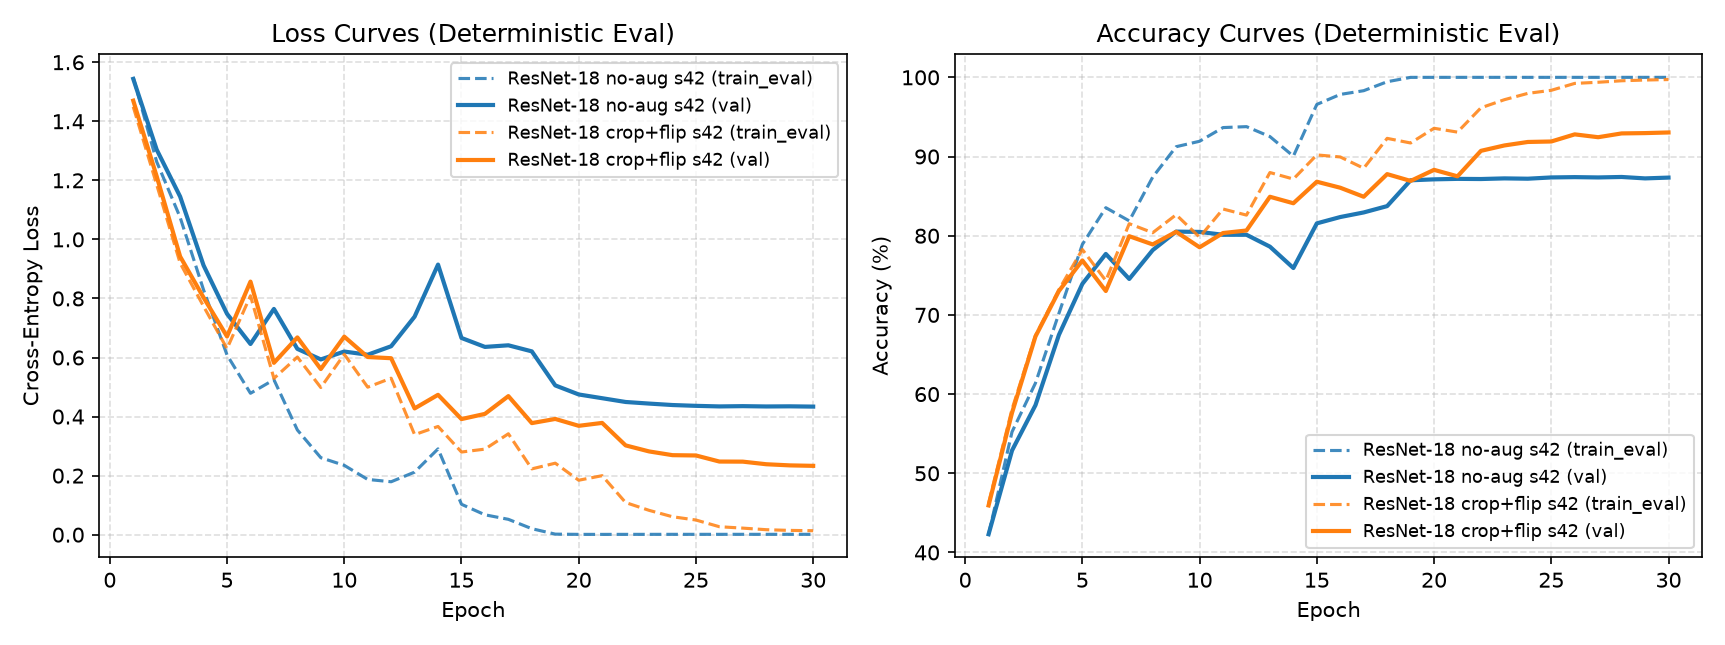 Loss Curves (Deterministic Eval)
1.6
1.4
1.2
1.0
0.8
0.6
0.4
0.2
0.0
Cross-Entropy Loss
ResNet-18 no-aug s42 (train_eval)
ResNet-18 no-aug s42 (val)
ResNet-18 crop+flip s42 (train_eval)
ResNet-18 crop+flip s42 (val)
0 5 10 15 20 25 30
Epoch
Accuracy Curves (Deterministic Eval)
100
90
80
70
60
50
40
Accuracy (%)
ResNet-18 no-aug s42 (train_eval)
ResNet-18 no-aug s42 (val)
ResNet-18 crop+flip s42 (train_eval)
ResNet-18 crop+flip s42 (val)
0 5 10 15 20 25 30
Epoch